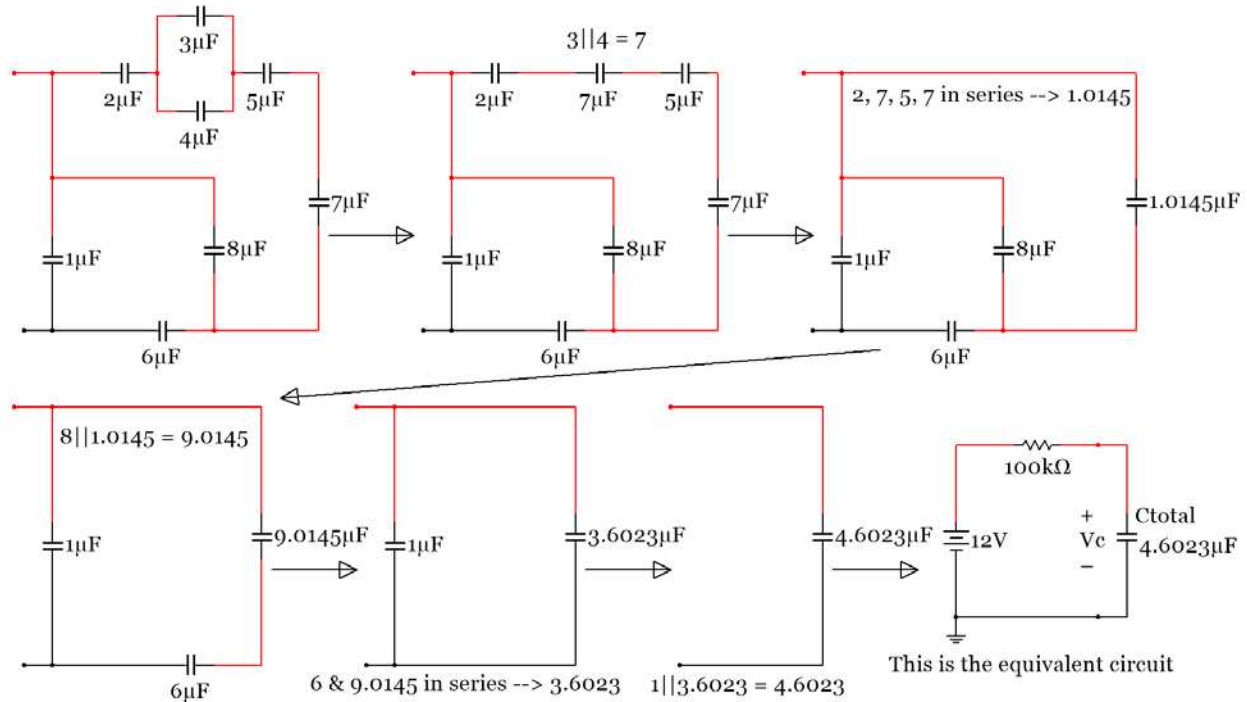 3µF
3||4 = 7
2µF
5µF
4µF
2µF
7µF
5µF
2, 7, 5, 7 in series --> 1.0145
7µF
7µF
1.0145µF
1µF
8µF
1µF
8µF
1µF
8µF
6µF
6µF
6µF
8||1.0145 = 9.0145
100kΩ
1µF
9.0145µF
1µF
3.6023µF
4.6023µF
12V
+
Vc
–
Ctotal
4.6023µF
6µF
6 & 9.0145 in series --> 3.6023
1||3.6023 = 4.6023
This is the equivalent circuit